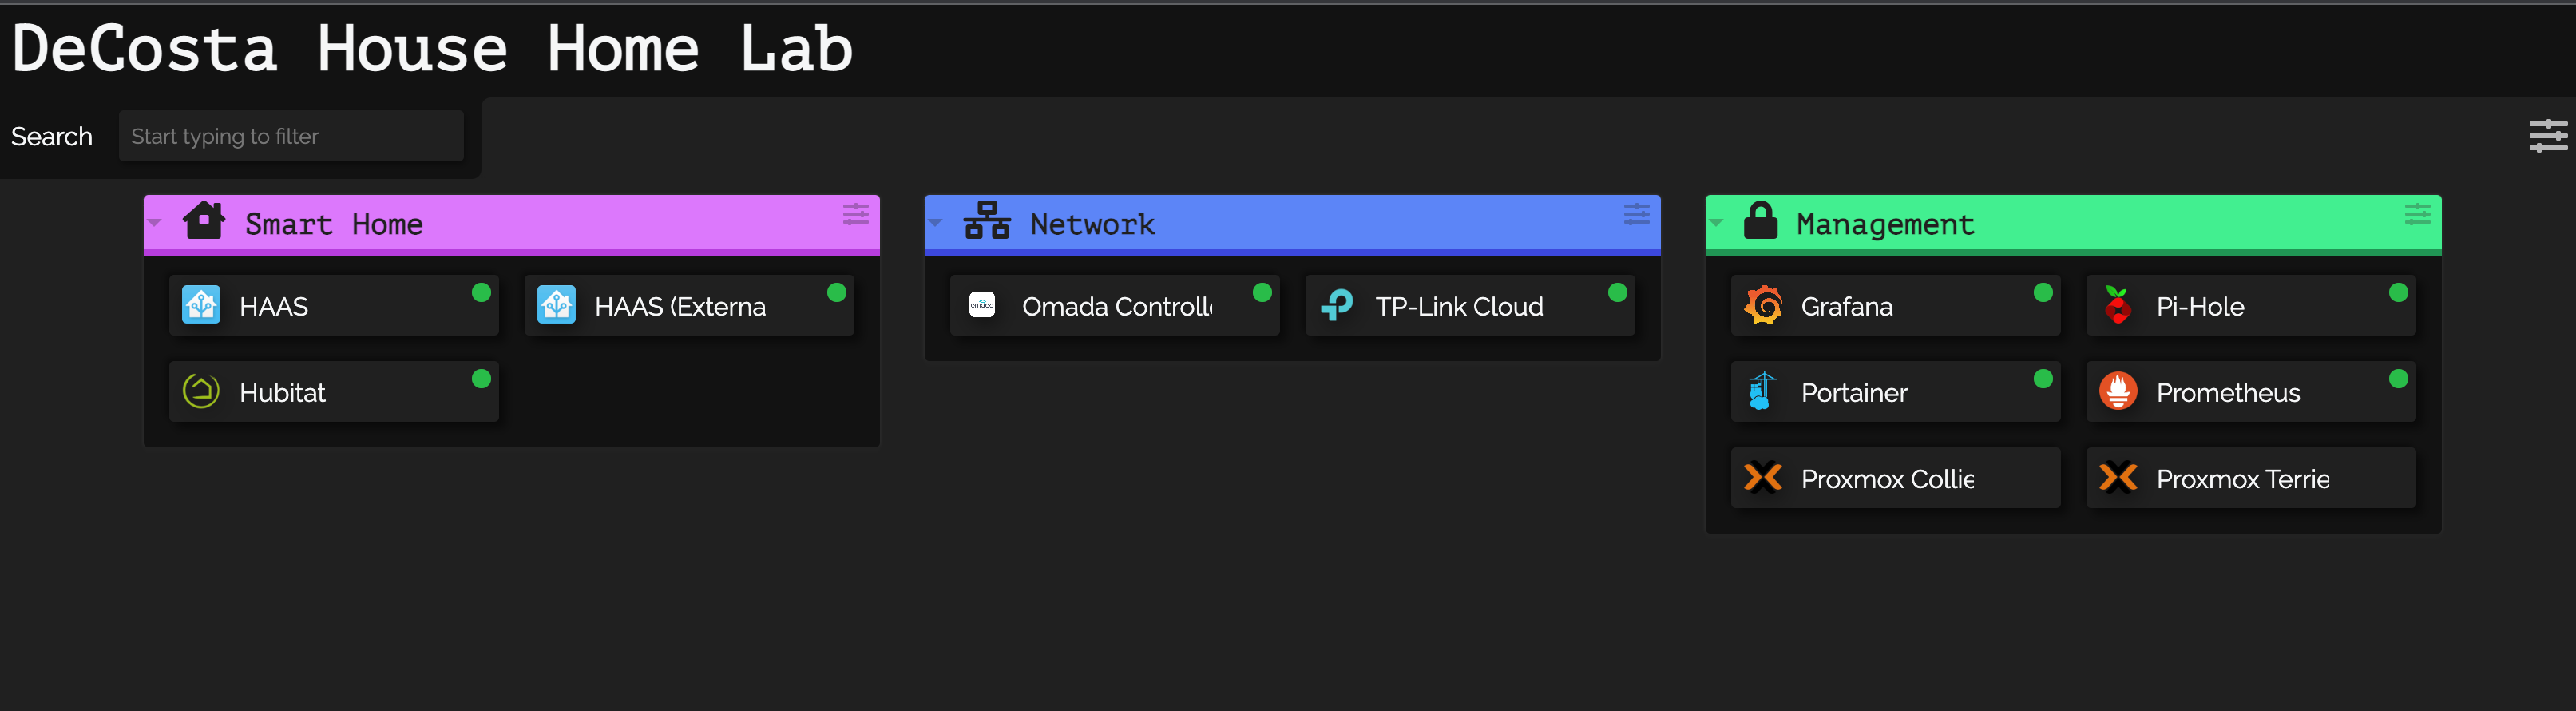 DeCosta House Home Lab
Search
Start typing to filter
Smart Home
HAAS
HAAS (Externa
Hubitat
Network
Omada Controlle
TP-Link Cloud
Management
Grafana
Pi-Hole
Portainer
Prometheus
Proxmox Collie
Proxmox Terrie